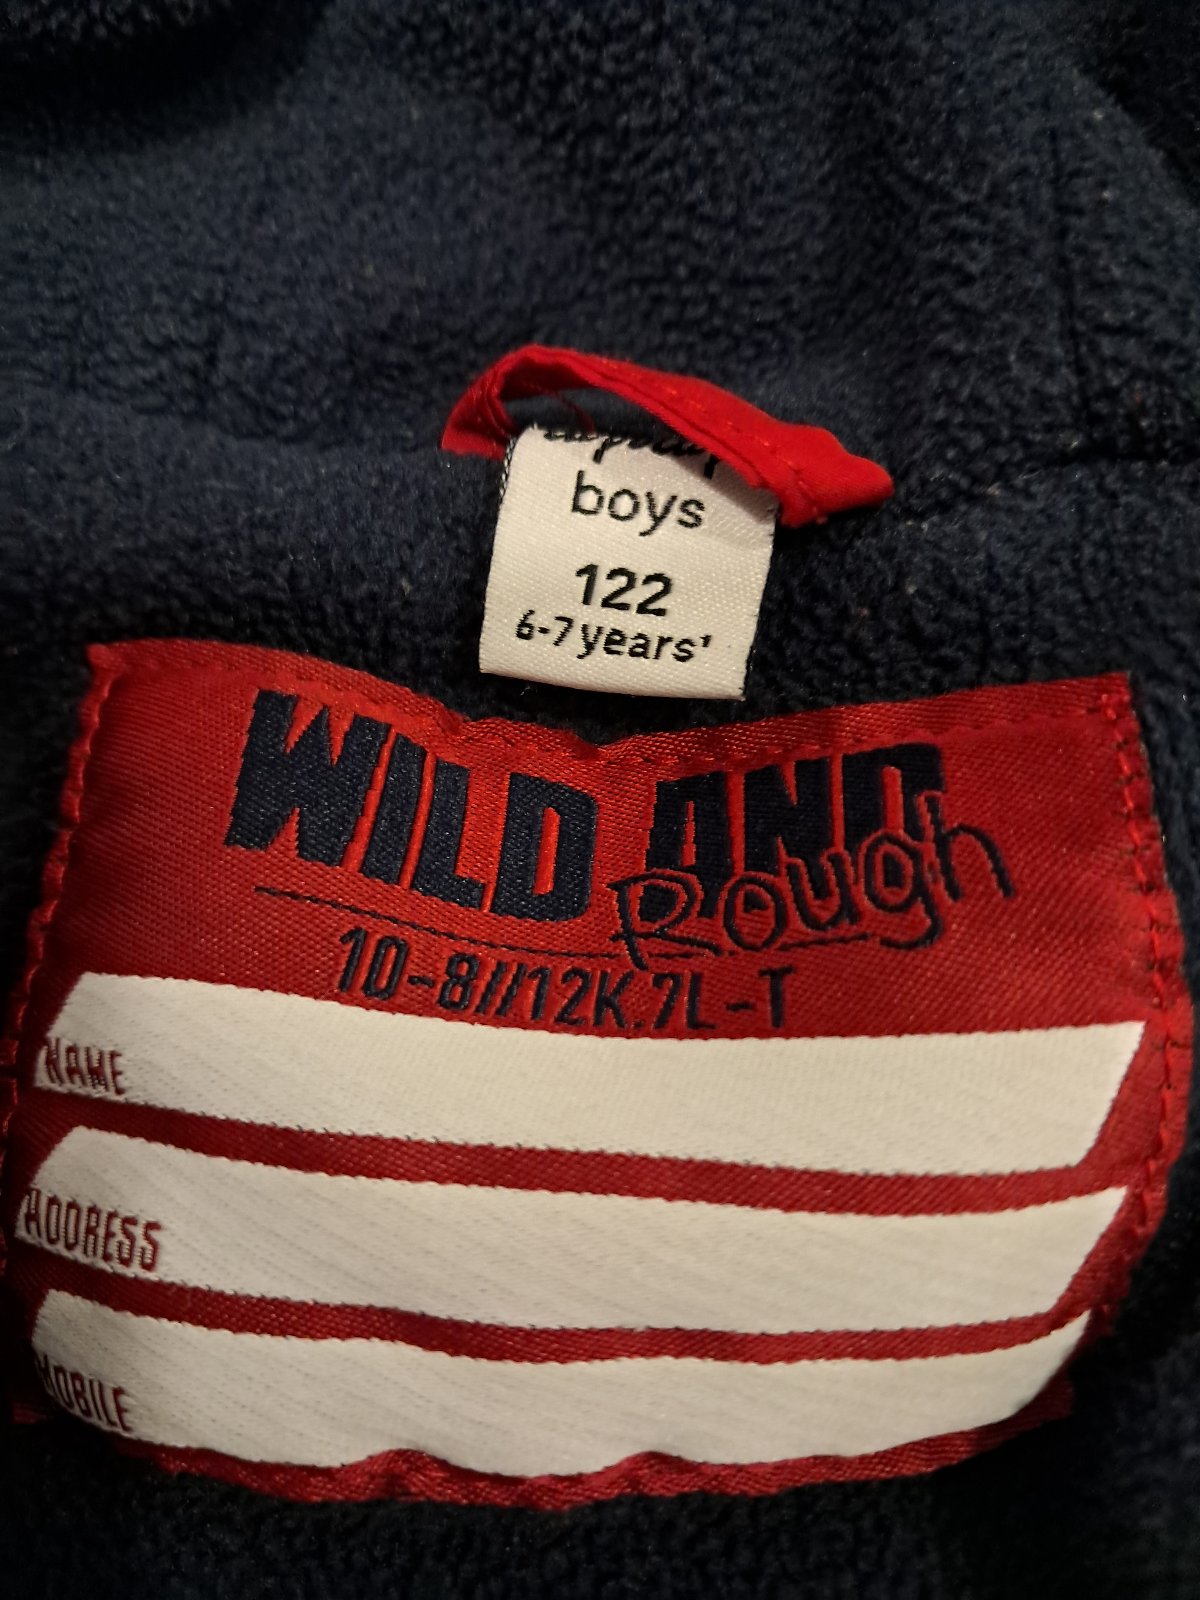 boys
122
6-7 years'
WILD AND
Rough
10-8//12K.7L-T
NAME
ADDRESS
MOBILE